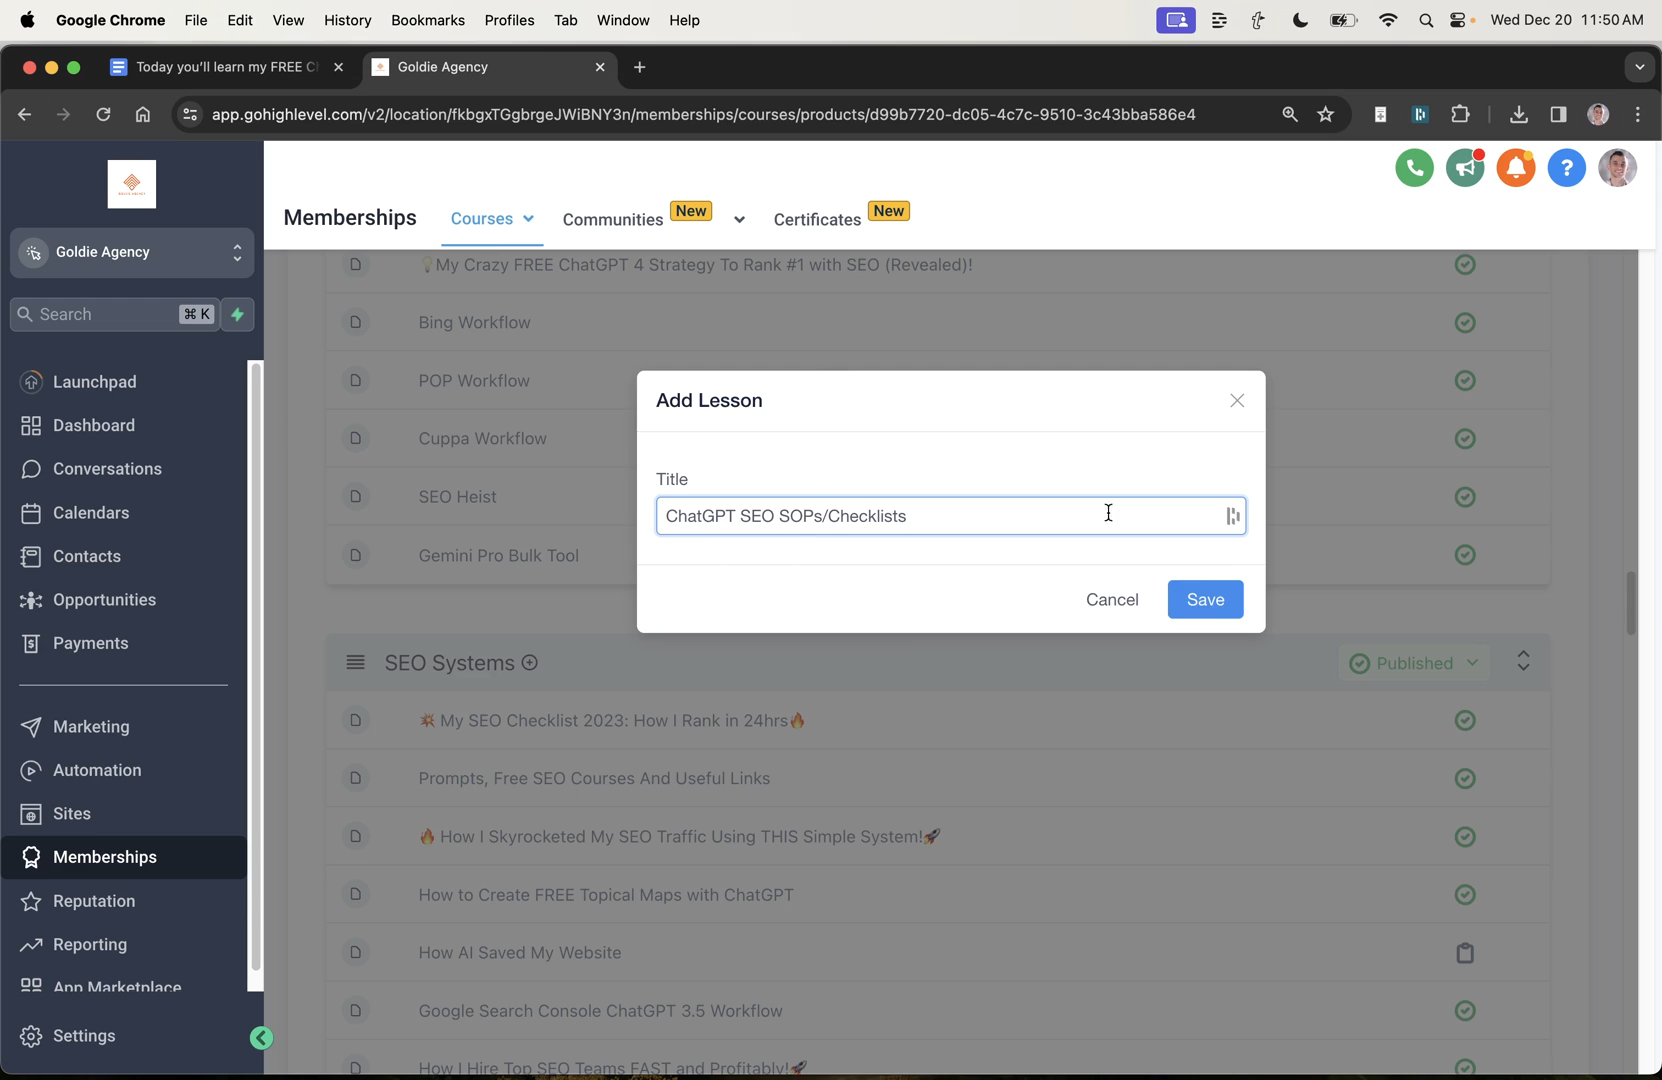 Google Chrome File Edit View History Bookmarks Profiles Tab Window Help Wed Dec 20 11:50 AM
Today you'll learn my FREE C
Goldie Agency
app.gohighlevel.com/v2/location/fkbgxTGgbrgeJWiBNY3n/memberships/courses/products/d99b7720-dc05-4c7c-9510-3c43bba586e4
Memberships Courses Communities New Certificates New
Goldie Agency
Search ⌘ K
Launchpad
Dashboard
Conversations
Calendars
Contacts
Opportunities
Payments
Marketing
Automation
Sites
Memberships
Reputation
Reporting
App Marketplace
Settings
💡My Crazy FREE ChatGPT 4 Strategy To Rank #1 with SEO (Revealed)!
Bing Workflow
POP Workflow
Cuppa Workflow
SEO Heist
Gemini Pro Bulk Tool
Add Lesson
Title
ChatGPT SEO SOPs/Checklists
Cancel Save
SEO Systems Published
💥 My SEO Checklist 2023: How I Rank in 24hrs🔥
Prompts, Free SEO Courses And Useful Links
🔥 How I Skyrocketed My SEO Traffic Using THIS Simple System!🚀
How to Create FREE Topical Maps with ChatGPT
How AI Saved My Website
Google Search Console ChatGPT 3.5 Workflow
How I Hire Top SEO Teams FAST and Profitably!🚀